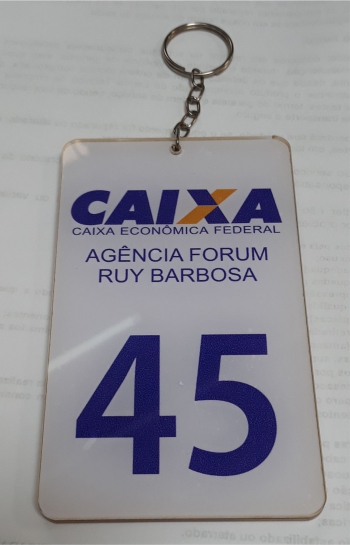 CAIXA
CAIXA ECONÔMICA FEDERAL
AGÊNCIA FORUM
RUY BARBOSA
45